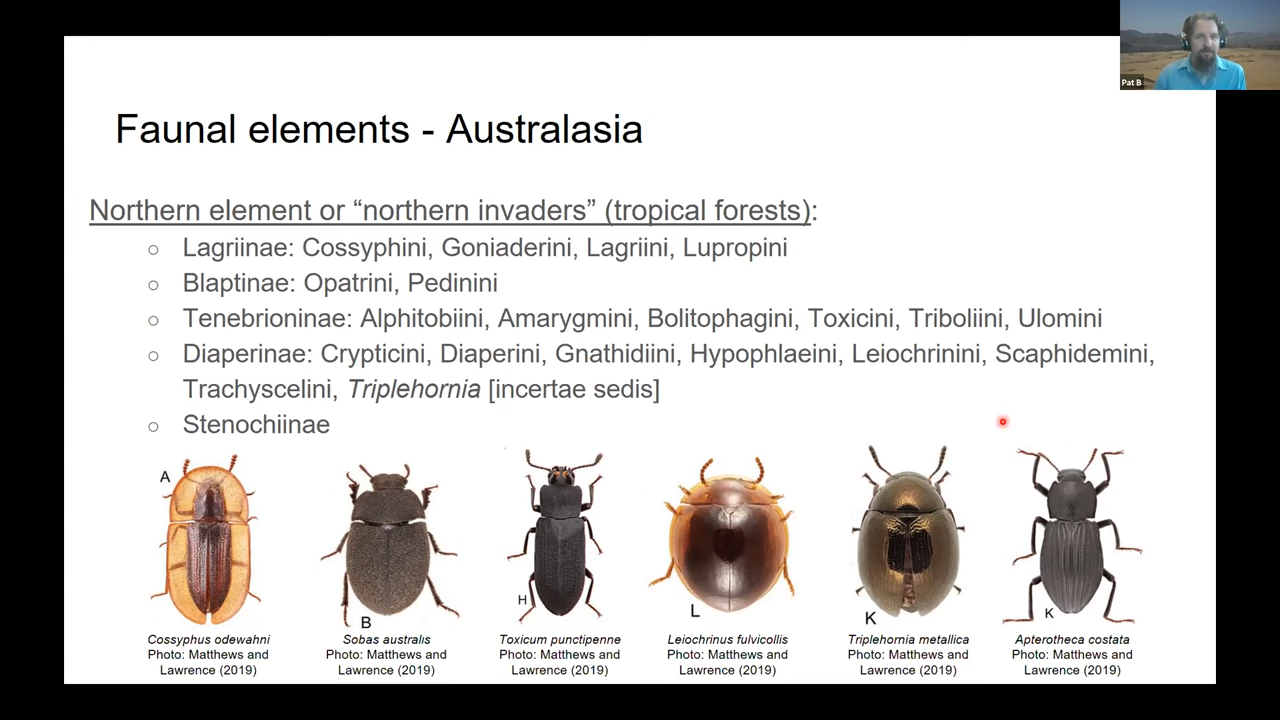 Pat B
Faunal elements - Australasia
Northern element or “northern invaders” (tropical forests):
○ Lagriinae: Cossyphini, Goniaderini, Lagriini, Lupropini
○ Blaptinae: Opatrini, Pedinini
○ Tenebrioninae: Alphitobiini, Amarygmini, Bolitophagini, Toxicini, Triboliini, Ulomini
○ Diaperinae: Crypticini, Diaperini, Gnathidiini, Hypophlaeini, Leiochrinini, Scaphidemini,
Trachyscelini, Triplehornia [incertae sedis]
○ Stenochiinae
A
B
H
L
K
K
Cossyphus odewahni
Photo: Matthews and
Lawrence (2019)
Sobas australis
Photo: Matthews and
Lawrence (2019)
Toxicum punctipenne
Photo: Matthews and
Lawrence (2019)
Leiochrinus fulvicollis
Photo: Matthews and
Lawrence (2019)
Triplehornia metallica
Photo: Matthews and
Lawrence (2019)
Apterotheca costata
Photo: Matthews and
Lawrence (2019)